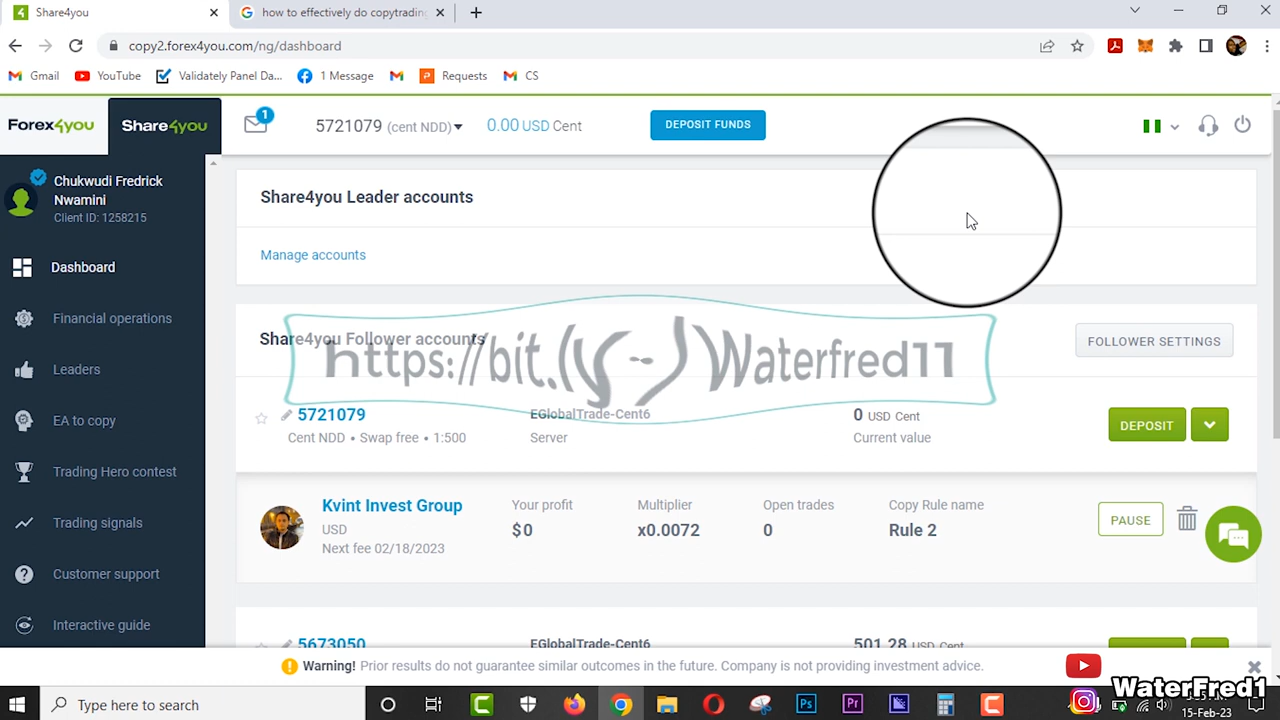 Share4you
how to effectively do copytrading
copy2.forex4you.com/ng/dashboard
Gmail
YouTube
Validately Panel Da...
1 Message
Requests
CS
Forex4you
Share4you
1
5721079 (cent NDD)
0.00 USD Cent
DEPOSIT FUNDS
Chukwudi Fredrick
Nwamini
Client ID: 1258215
Dashboard
Financial operations
Leaders
EA to copy
Trading Hero contest
Trading signals
Customer support
Interactive guide
Share4you Leader accounts
Manage accounts
Share4you Follower accounts
FOLLOWER SETTINGS
https://bit.ly/Waterfred11
5721079
Cent NDD • Swap free • 1:500
EGlobalTrade-Cent6
Server
0 USD Cent
Current value
DEPOSIT
Kvint Invest Group
USD
Next fee 02/18/2023
Your profit
$0
Multiplier
x0.0072
Open trades
0
Copy Rule name
Rule 2
PAUSE
5673050
EGlobalTrade-Cent6
501.28 USD Cent
Warning! Prior results do not guarantee similar outcomes in the future. Company is not providing investment advice.
WaterFred1
Type here to search
15-Feb-23